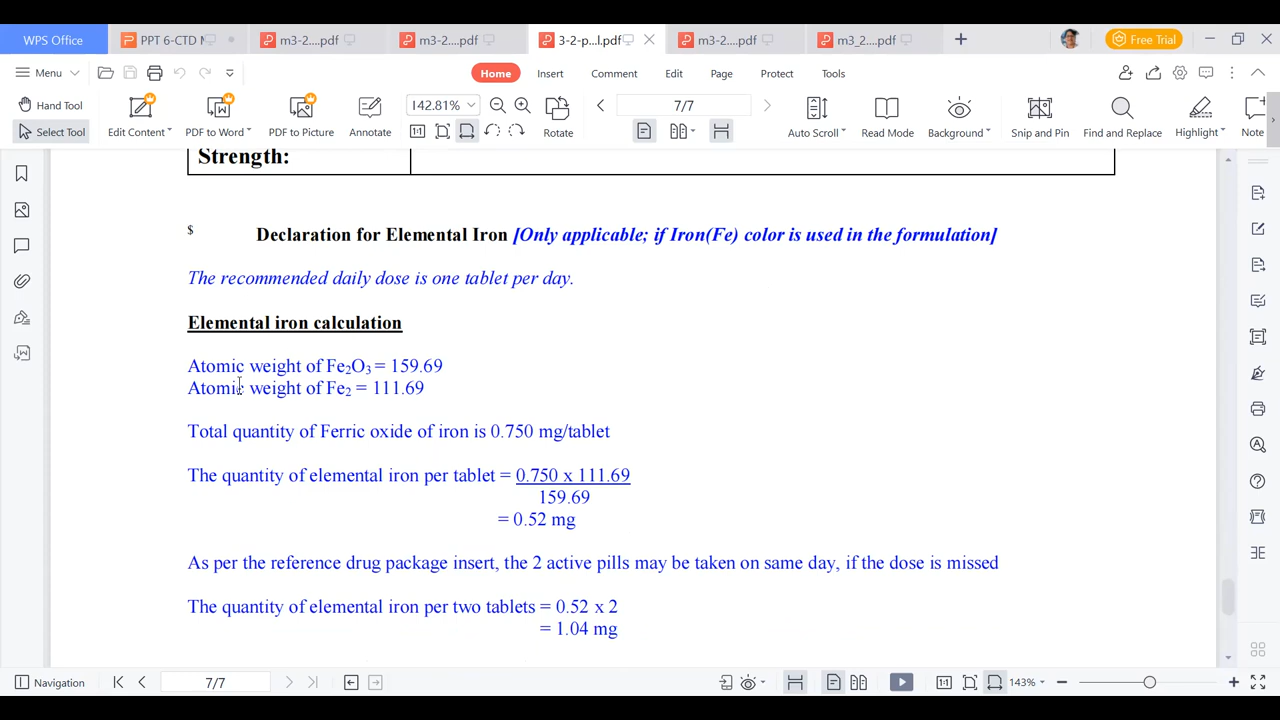 WPS Office PPT 6-CTD M m3-2....pdf m3-2....pdf 3-2-p...l.pdf m3-2....pdf m3_2....pdf Free Trial
Menu Home Insert Comment Edit Page Protect Tools
Hand Tool
Select Tool
Edit Content PDF to Word PDF to Picture Annotate
142.81%
1:1
Rotate
7/7
Auto Scroll Read Mode Background Snip and Pin Find and Replace Highlight Note
Strength:
$ Declaration for Elemental Iron [Only applicable; if Iron(Fe) color is used in the formulation]
The recommended daily dose is one tablet per day.
Elemental iron calculation
Atomic weight of Fe₂O₃ = 159.69
Atomic weight of Fe₂ = 111.69
Total quantity of Ferric oxide of iron is 0.750 mg/tablet
The quantity of elemental iron per tablet = 0.750 x 111.69
159.69
= 0.52 mg
As per the reference drug package insert, the 2 active pills may be taken on same day, if the dose is missed
The quantity of elemental iron per two tablets = 0.52 x 2
= 1.04 mg
Navigation 7/7 1:1 143%